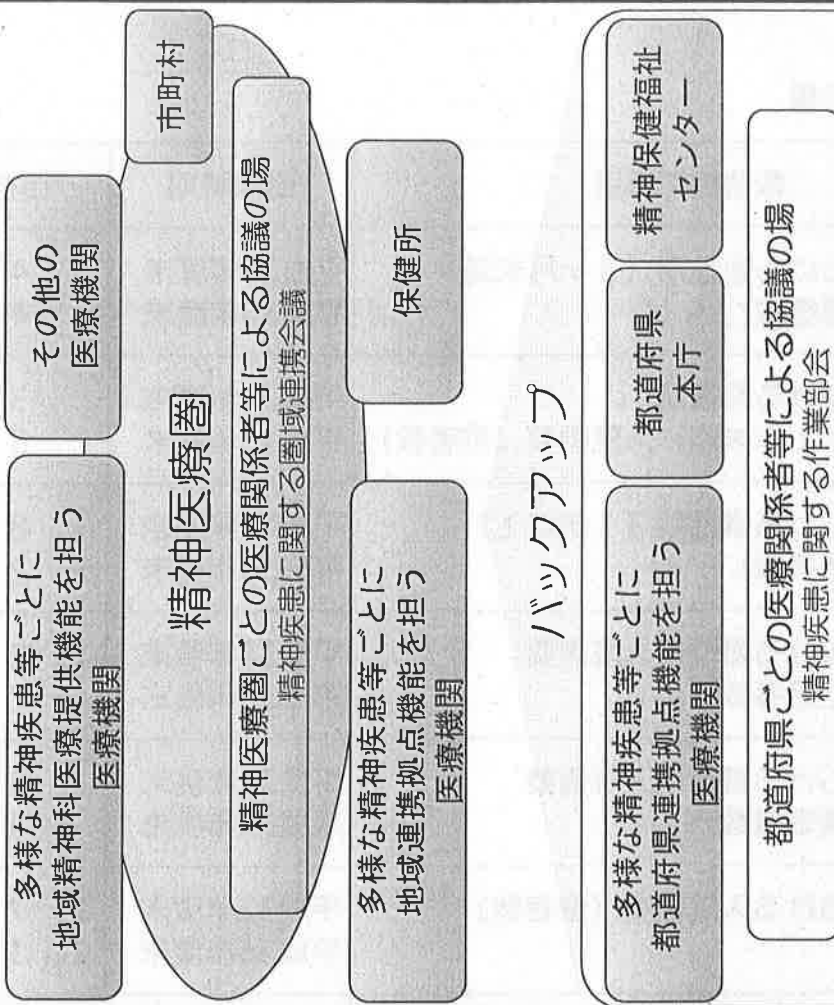 多様な精神疾患等ごとに
地域精神科医療提供機能を担う
医療機関
その他の
医療機関
市町村
精神医療圏
精神医療圏ごとの医療関係者等による協議の場
精神疾患に関する圏域連携会議
多様な精神疾患等ごとに
地域連携拠点機能を担う
医療機関
保健所
バックアップ
多様な精神疾患等ごとに
都道府県連携拠点機能を担う
医療機関
都道府県
本庁
精神保健福祉
センター
都道府県ごとの医療関係者等による協議の場
精神疾患に関する作業部会